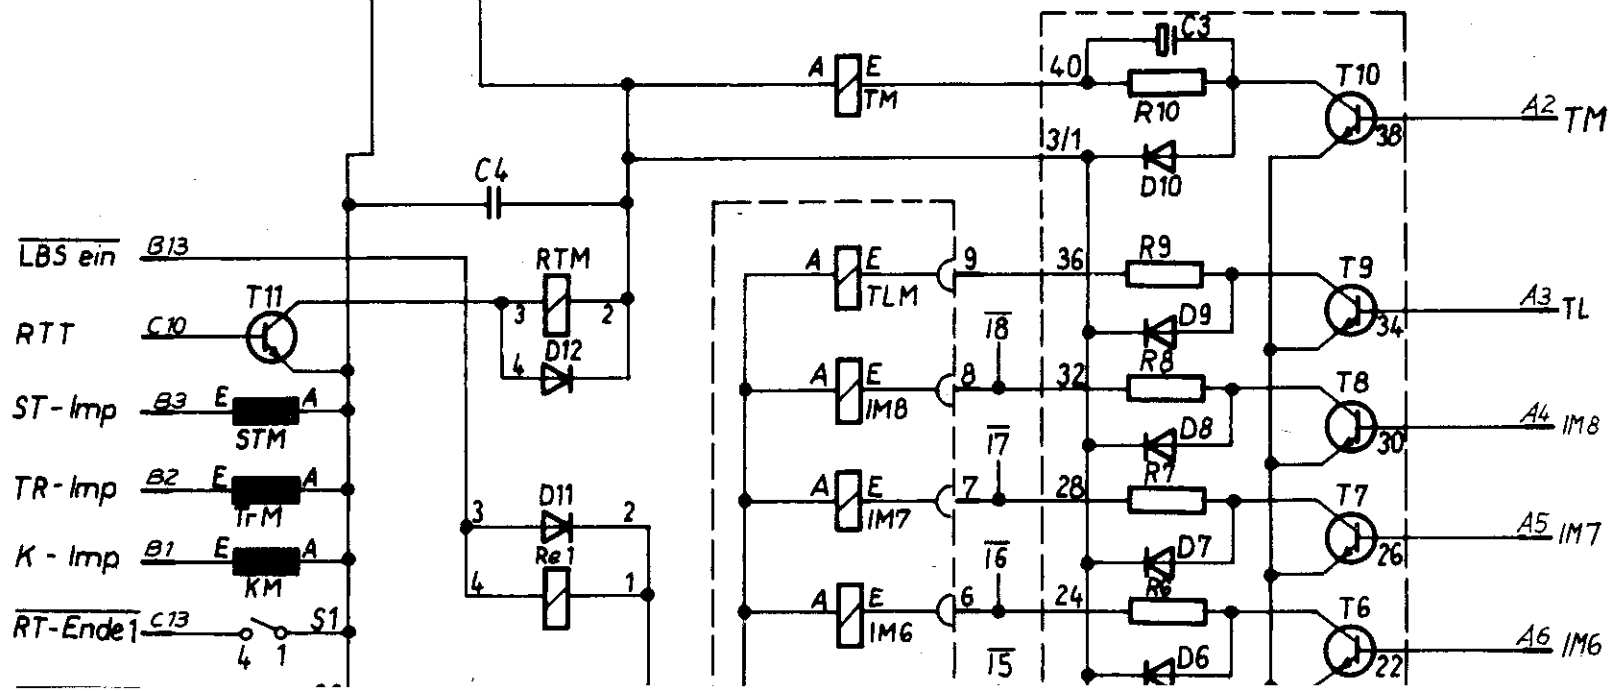 C3
A E 40 T10
TM R10 A2 TM
38
3/1
D10
C4
LBS ein B13
RTM A E 9 36 R9 T9
TLM
T11 3 2 A3 TL
34
RTT C10 D12 I8 D9
4 A E 8 32 R8 T8
IM8
ST-Imp B3 E A A4 IM8
STM 30
I7 D8
TR-Imp B2 E A A E 7 28 R7 T7
TrM IM7
D11
3 2 A5 IM7
26
K-Imp B1 E A Re1 I6 D7
KM 4 1 A E 6 24 R6 T6
IM6
RT-Ende1 C13 S1 A6 IM6
4 1 I5 D6 22